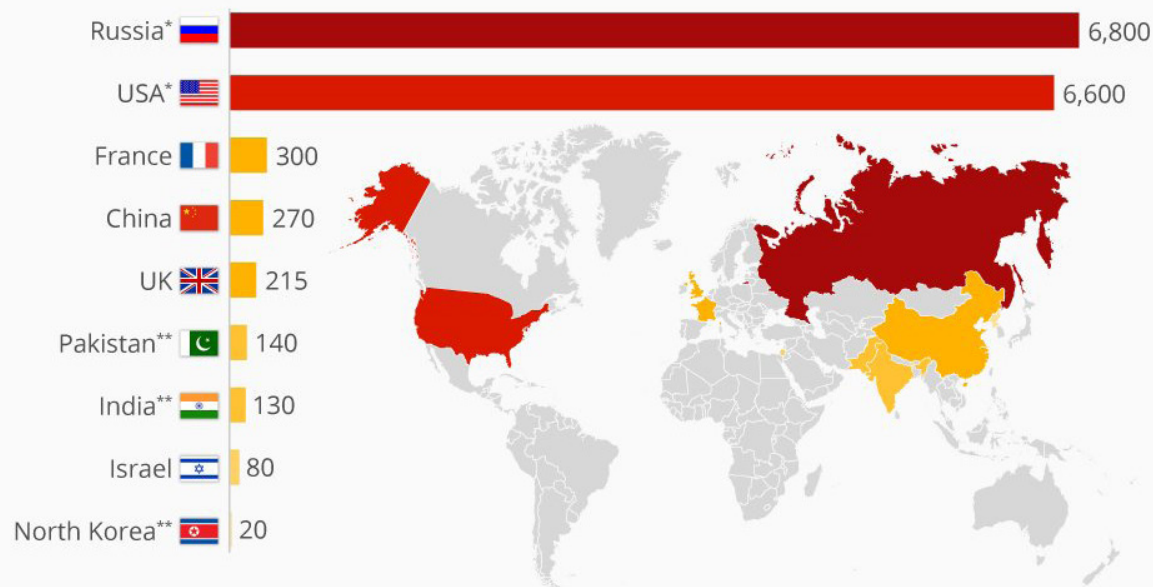 Russia* 6,800
USA* 6,600
France 300
China 270
UK 215
Pakistan** 140
India** 130
Israel 80
North Korea** 20